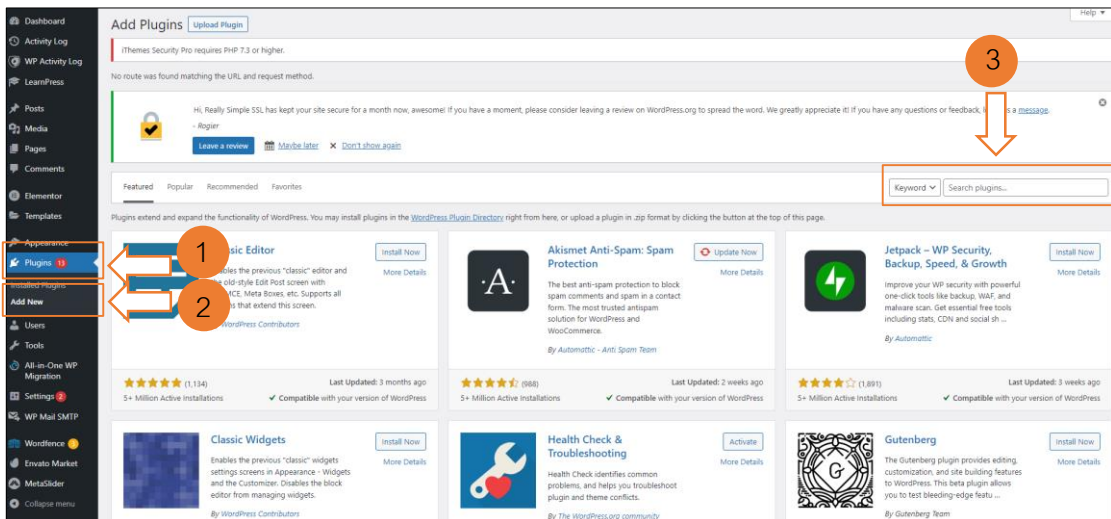 Dashboard
Activity Log
WP Activity Log
LearnPress
Posts
Media
Pages
Comments
Elementor
Templates
Appearance
Plugins 13
Installed Plugins
Add New
Users
Tools
All-in-One WP
Migration
Settings 2
WP Mail SMTP
Wordfence
Envato Market
MetaSlider
Collapse menu
Help
Add Plugins Upload Plugin
iThemes Security Pro requires PHP 7.3 or higher.
No route was found matching the URL and request method.
Hi, Really Simple SSL has kept your site secure for a month now, awesome! If you have a moment, please consider leaving a review on WordPress.org to spread the word. We greatly appreciate it! If you have any questions or feedback, a message.
- Rogier
Leave a review Maybe later Don't show again
Featured Popular Recommended Favorites Keyword Search plugins...
Plugins extend and expand the functionality of WordPress. You may install plugins in the WordPress Plugin Directory right from here, or upload a plugin in .zip format by clicking the button at the top of this page.
1
2
3
Editor
Install Now
More Details
the previous "classic" editor and
old-style Edit Post screen with
Meta Boxes, etc. Supports all
that extend this screen.
WordPress Contributors
(1,134) Last Updated: 3 months ago
5+ Million Active Installations Compatible with your version of WordPress
·A·
Akismet Anti-Spam: Spam
Protection
Update Now
More Details
The best anti-spam protection to block
spam comments and spam in a contact
form. The most trusted antispam
solution for WordPress and
WooCommerce.
By Automattic - Anti Spam Team
(988) Last Updated: 2 weeks ago
5+ Million Active Installations Compatible with your version of WordPress
Jetpack – WP Security,
Backup, Speed, & Growth
Install Now
More Details
Improve your WP security with powerful
one-click tools like backup, WAF, and
malware scan. Get essential free tools
including stats, CDN and social sh ...
By Automattic
(1,891) Last Updated: 3 weeks ago
5+ Million Active Installations Compatible with your version of WordPress
Classic Widgets
Install Now
More Details
Enables the previous "classic" widgets
settings screens in Appearance - Widgets
and the Customizer. Disables the block
editor from managing widgets.
By WordPress Contributors
Health Check &
Troubleshooting
Activate
More Details
Health Check identifies common
problems, and helps you troubleshoot
plugin and theme conflicts.
By The WordPress.org community
G
Gutenberg
Install Now
More Details
The Gutenberg plugin provides editing,
customization, and site building features
to WordPress. This beta plugin allows
you to test bleeding-edge featu ...
By Gutenberg Team